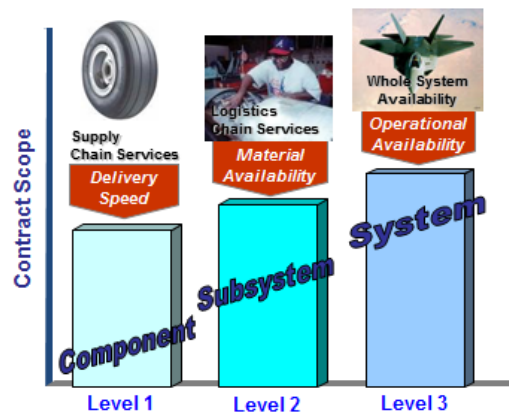 Contract Scope
Supply
Chain Services
Delivery
Speed
Component
Level 1
Logistics
Chain Services
Material
Availability
Subsystem
Level 2
Whole System
Availability
Operational
Availability
System
Level 3